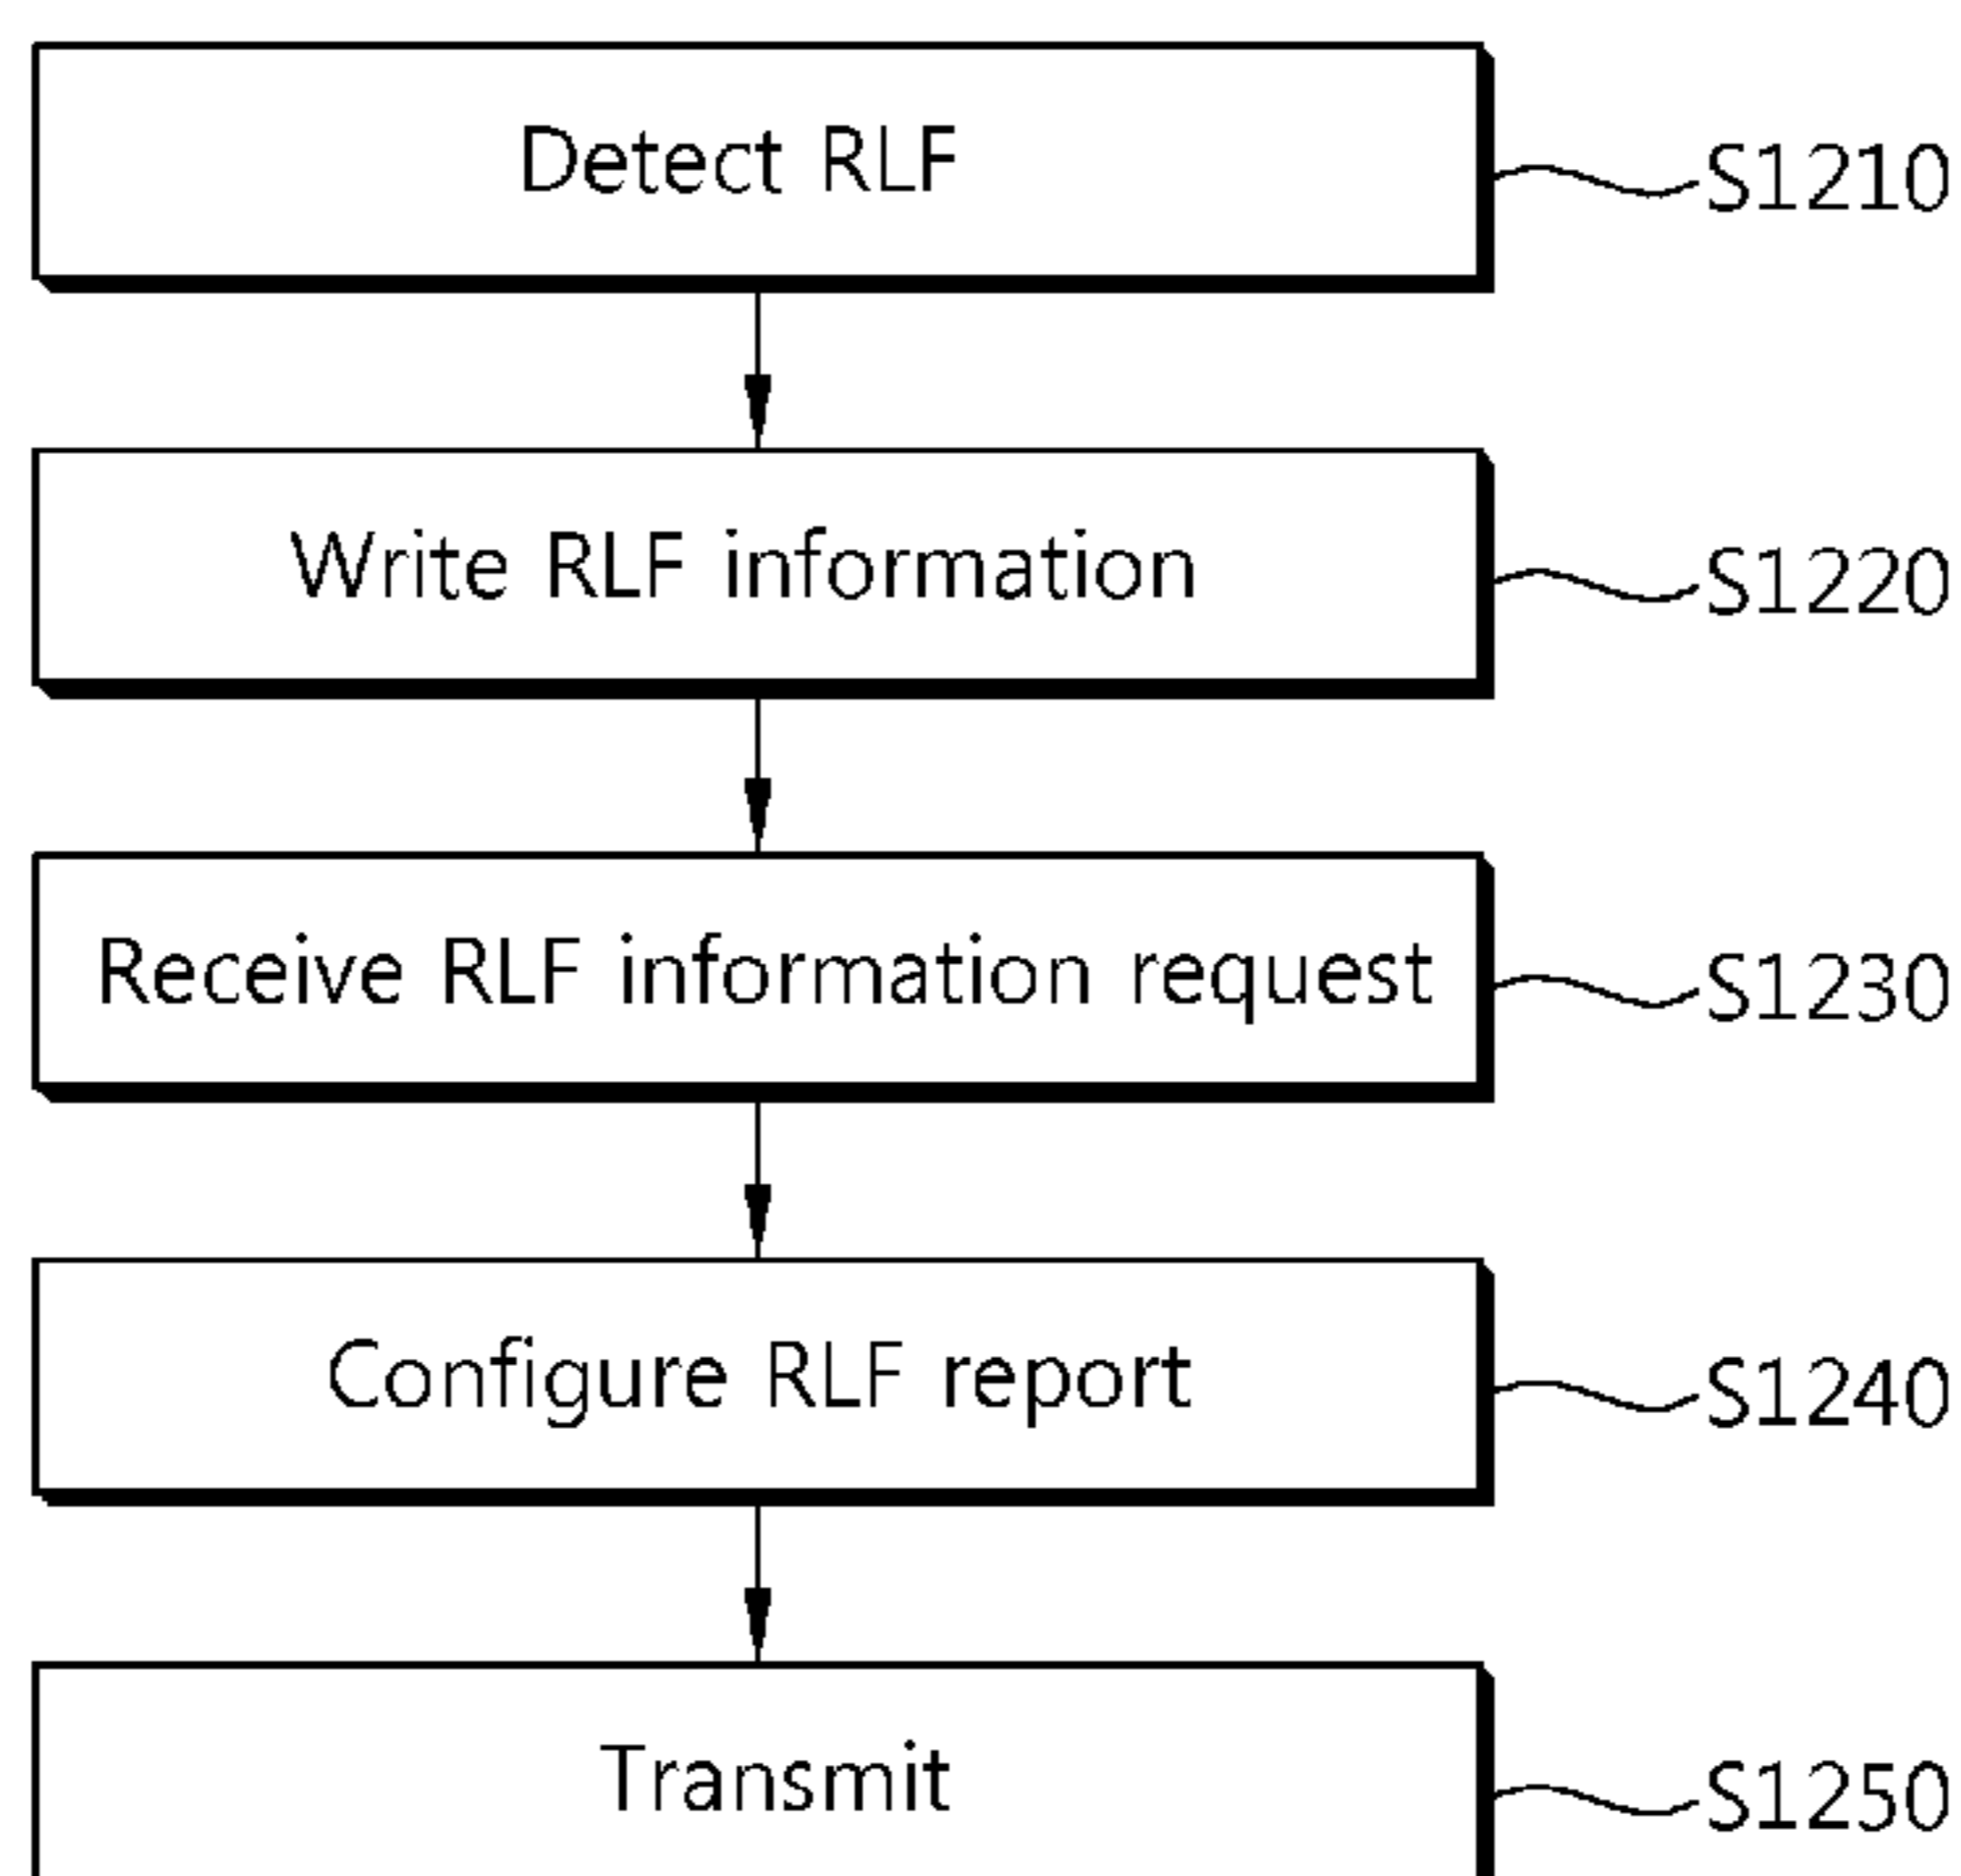 Detect RLF
S1210
Write RLF information
S1220
Receive RLF information request
S1230
Configure RLF report
S1240
Transmit
S1250